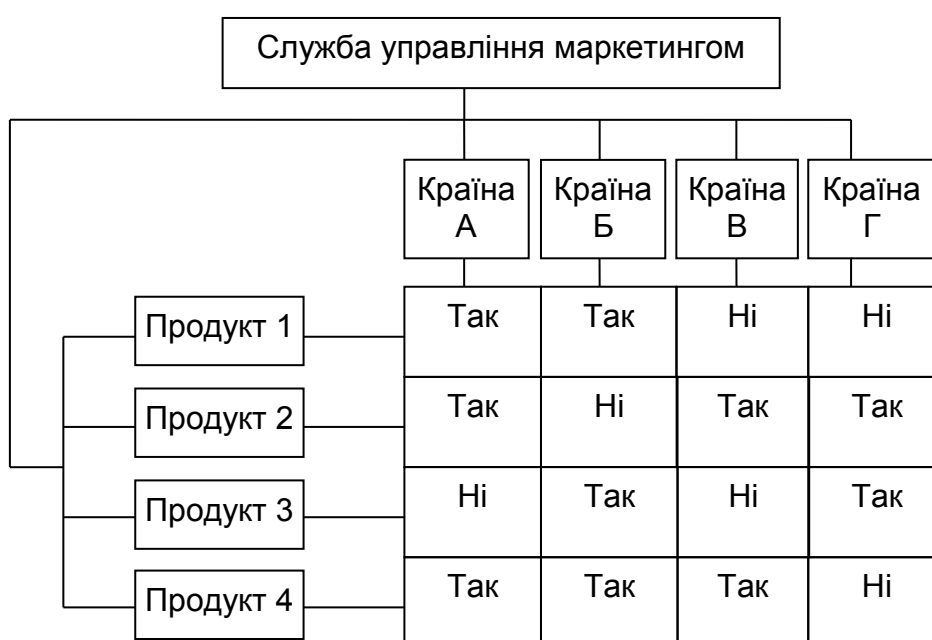 Служба управління маркетингом
Країна Країна Країна Країна
А Б В Г
Продукт 1 Так Так Ні Ні
Продукт 2 Так Ні Так Так
Продукт 3 Ні Так Ні Так
Продукт 4 Так Так Так Ні